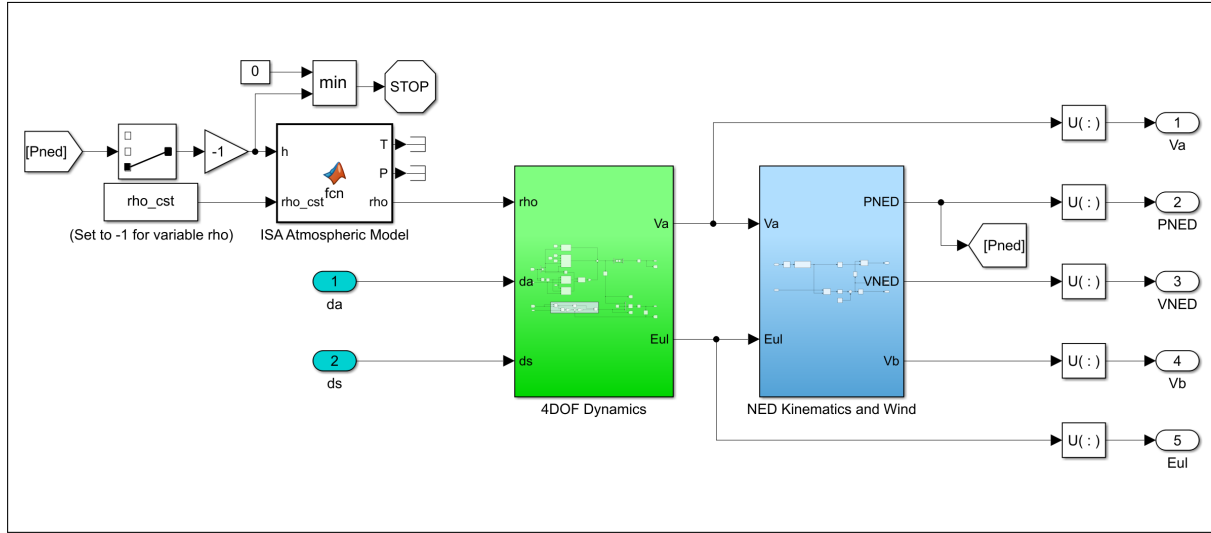 0
min
STOP
[Pned]
-1
h
fcn
T
P
rho_cst
rho
rho_cst
(Set to -1 for variable rho)
ISA Atmospheric Model
1
da
2
ds
rho
da
ds
Va
Eul
4DOF Dynamics
Va
Eul
PNED
VNED
Vb
NED Kinematics and Wind
[Pned]
U( : )
1
Va
U( : )
2
PNED
U( : )
3
VNED
U( : )
4
Vb
U( : )
5
Eul